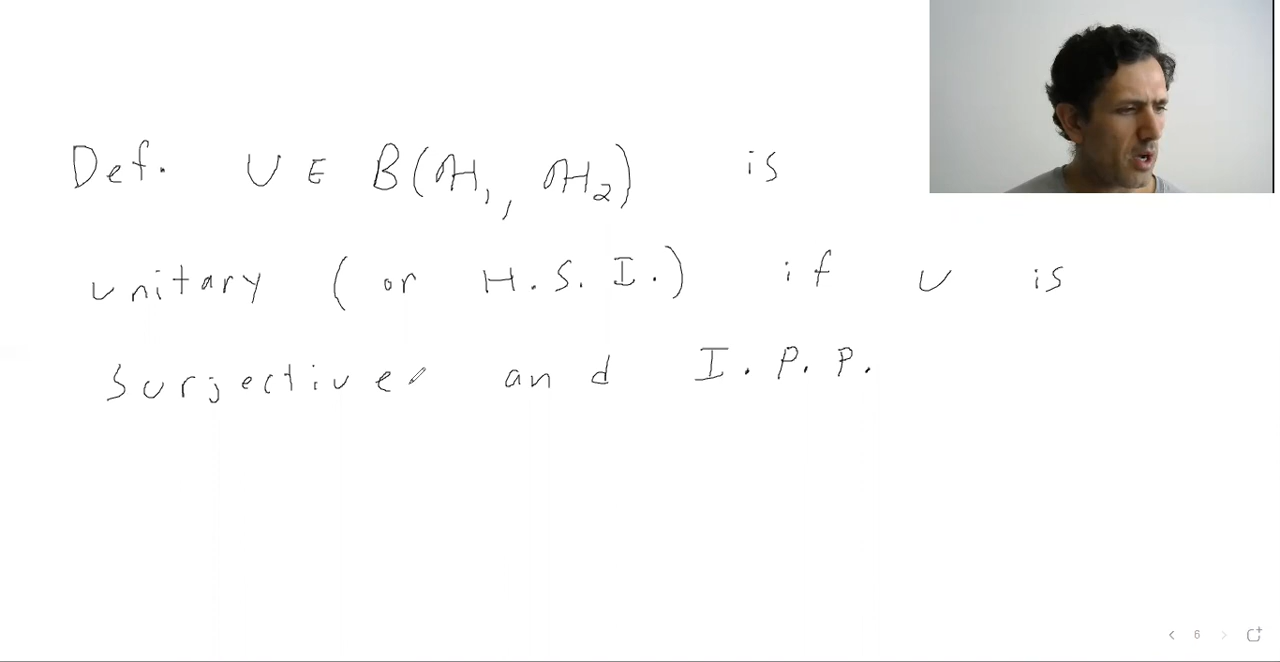 Def. U ∈ B(H₁, H₂) is
unitary (or H.S.I.) if U is
surjective and I.P.P.
6